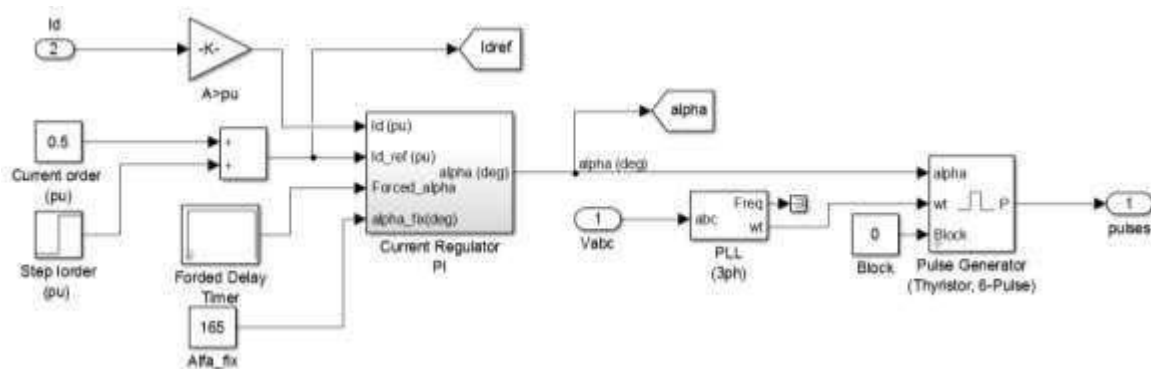 Id
2
-K-
A>pu
Idref
0.5
Current order
(pu)
+
+
Step Iorder
(pu)
Forded Delay
Timer
165
Alfa_fix
Id (pu)
Id_ref (pu)
Forced_alpha
alpha_fix(deg)
alpha (deg)
Current Regulator
PI
alpha
alpha (deg)
1
Vabc
abc
Freq
wt
PLL
(3ph)
0
Block
alpha
wt
Block
P
Pulse Generator
(Thyristor, 6-Pulse)
1
pulses